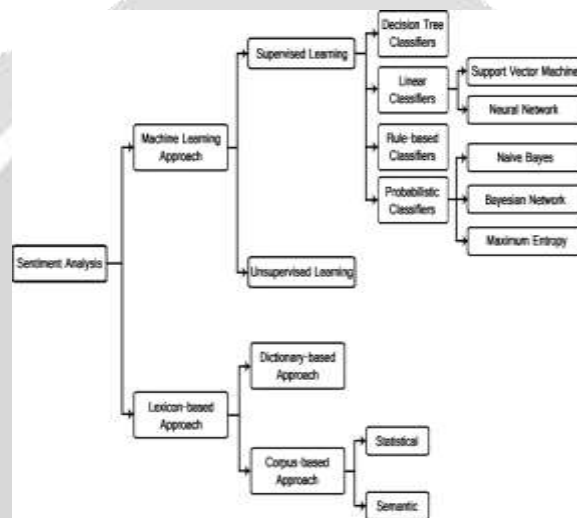 Decision Tree
Classifiers
Supervised Learning
Linear
Classifiers
Support Vector Machine
Neural Network
Machine Learning
Approach
Rule-based
Classifiers
Naive Bayes
Probabilistic
Classifiers
Bayesian Network
Maximum Entropy
Sentiment Analysis
Unsupervised Learning
Dictionary-based
Approach
Lexicon-based
Approach
Statistical
Corpus-based
Approach
Semantic